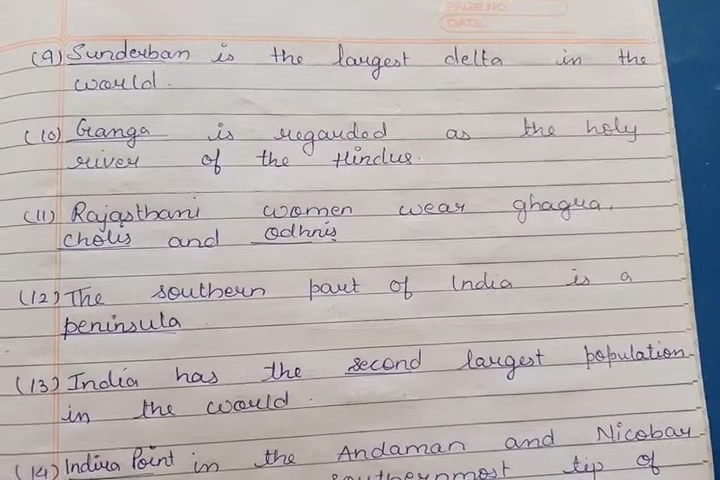 PAGE NO.
DATE
(9) Sunderban is the largest delta in the
world.
(10) Ganga is regarded as the holy
river of the Hindus.
(11) Rajasthani women wear ghagra,
cholis and odhnis
(12) The southern part of India is a
peninsula
(13) India has the second largest population
in the world.
(14) Indira Point in the Andaman and Nicobar
southernmost tip of